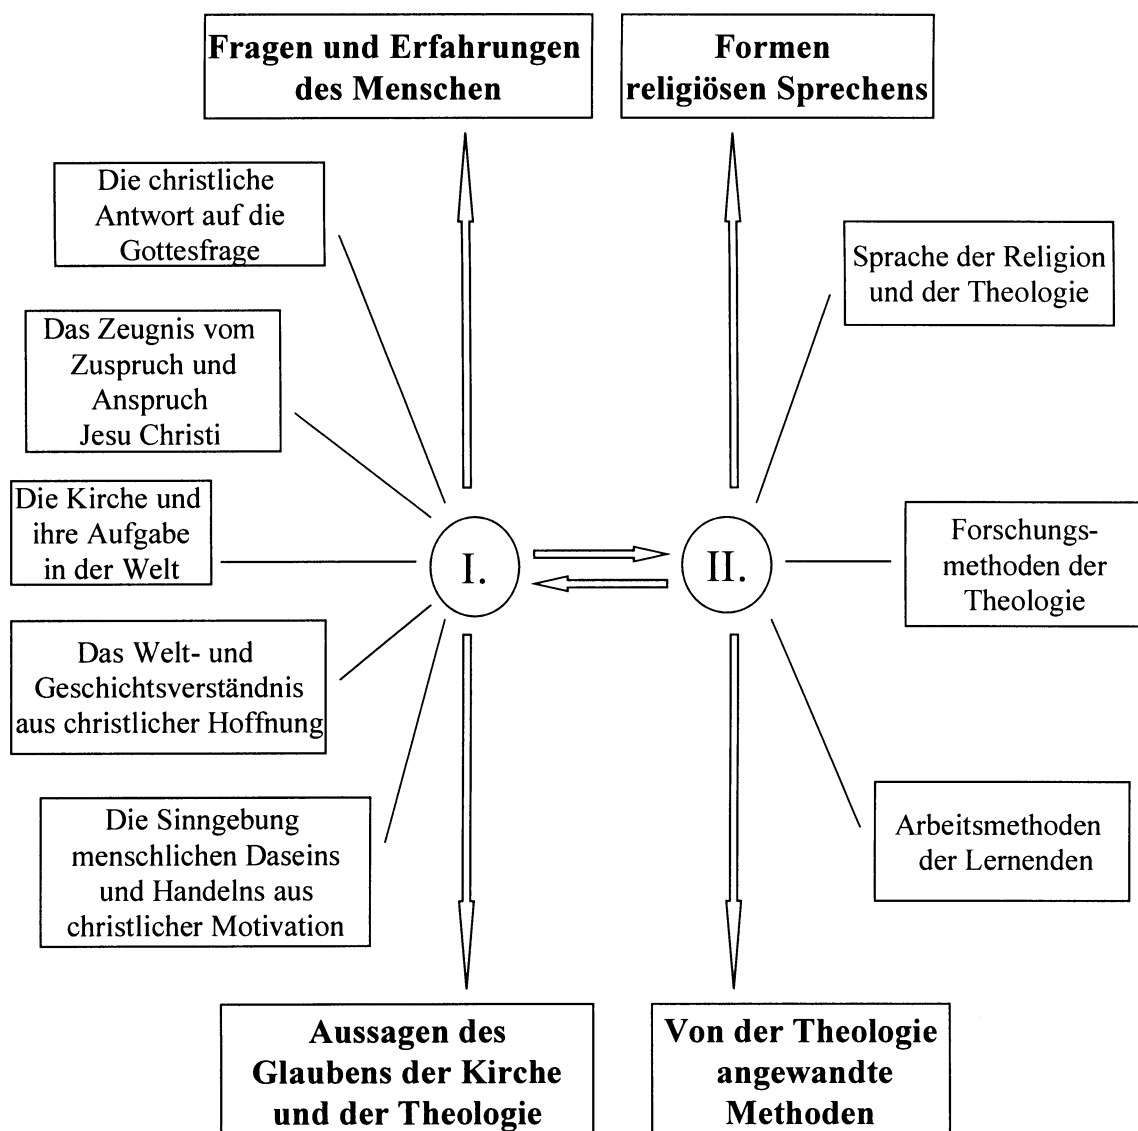 Fragen und Erfahrungen
des Menschen
Formen
religiösen Sprechens
Die christliche
Antwort auf die
Gottesfrage
Sprache der Religion
und der Theologie
Das Zeugnis vom
Zuspruch und
Anspruch
Jesu Christi
Die Kirche und
ihre Aufgabe
in der Welt
I.
II.
Forschungs-
methoden der
Theologie
Das Welt- und
Geschichtsverständnis
aus christlicher Hoffnung
Die Sinngebung
menschlichen Daseins
und Handelns aus
christlicher Motivation
Arbeitsmethoden
der Lernenden
Aussagen des
Glaubens der Kirche
und der Theologie
Von der Theologie
angewandte
Methoden